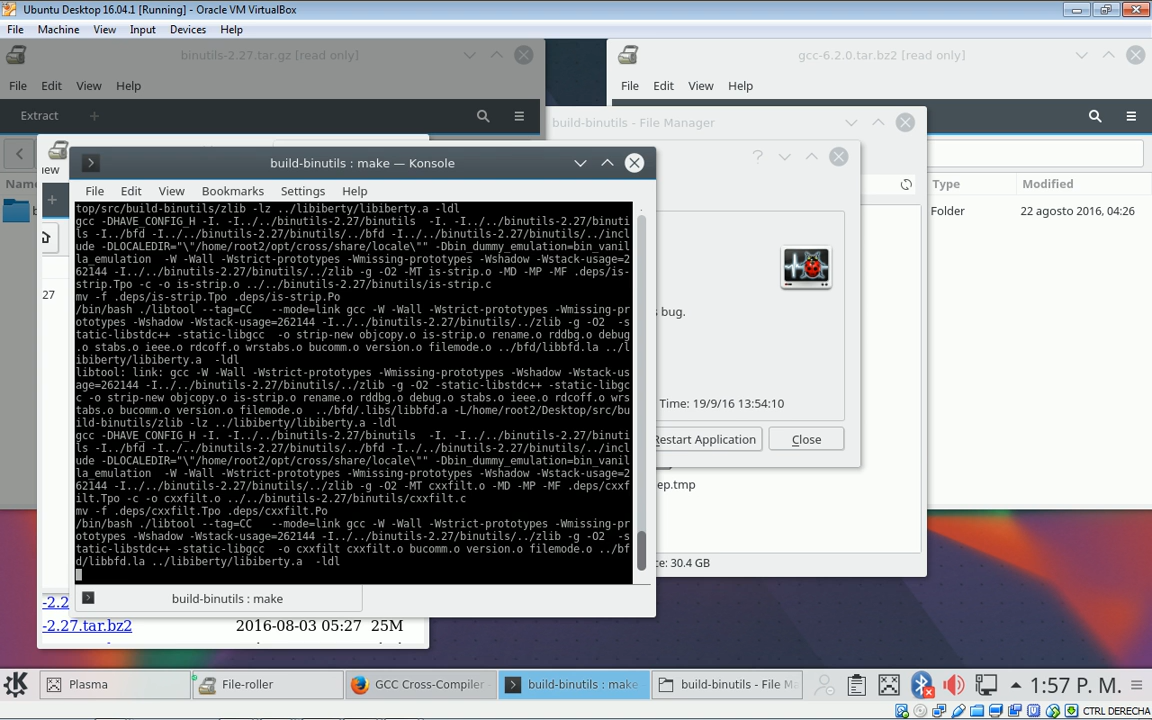 Ubuntu Desktop 16.04.1 [Running] - Oracle VM VirtualBox
File Machine View Input Devices Help
binutils-2.27.tar.gz [read only]
gcc-6.2.0.tar.bz2 [read only]
File Edit View Help
File Edit View Help
Extract
build-binutils - File Manager
build-binutils : make — Konsole
Name
Type Modified
Folder 22 agosto 2016, 04:26
File Edit View Bookmarks Settings Help
top/src/build-binutils/zlib -lz ../libiberty/libiberty.a -ldl
gcc -DHAVE_CONFIG_H -I. -I../../binutils-2.27/binutils  -I. -I../../binutils-2.27/binuti
ls -I../bfd -I../../binutils-2.27/binutils/../bfd -I../../binutils-2.27/binutils/../incl
ude -DLOCALEDIR="\"/home/root2/opt/cross/share/locale\"" -Dbin_dummy_emulation=bin_vanil
la_emulation  -W -Wall -Wstrict-prototypes -Wmissing-prototypes -Wshadow -Wstack-usage=2
62144 -I../../binutils-2.27/binutils/../zlib -g -O2 -MT is-strip.o -MD -MP -MF .deps/is-
strip.Tpo -c -o is-strip.o ../../binutils-2.27/binutils/is-strip.c
mv -f .deps/is-strip.Tpo .deps/is-strip.Po
/bin/bash ./libtool --tag=CC   --mode=link gcc -W -Wall -Wstrict-prototypes -Wmissing-pr
ototypes -Wshadow -Wstack-usage=262144 -I../../binutils-2.27/binutils/../zlib -g -O2  -s
tatic-libstdc++ -static-libgcc  -o strip-new objcopy.o is-strip.o rename.o rddbg.o debug
.o stabs.o ieee.o rdcoff.o wrstabs.o bucomm.o version.o filemode.o ../bfd/libbfd.la ../l
ibiberty/libiberty.a  -ldl
libtool: link: gcc -W -Wall -Wstrict-prototypes -Wmissing-prototypes -Wshadow -Wstack-us
age=262144 -I../../binutils-2.27/binutils/../zlib -g -O2 -static-libstdc++ -static-libgc
c -o strip-new objcopy.o is-strip.o rename.o rddbg.o debug.o stabs.o ieee.o rdcoff.o wrs
tabs.o bucomm.o version.o filemode.o  ../bfd/.libs/libbfd.a -L/home/root2/Desktop/src/bu
ild-binutils/zlib -lz ../libiberty/libiberty.a -ldl
gcc -DHAVE_CONFIG_H -I. -I../../binutils-2.27/binutils  -I. -I../../binutils-2.27/binuti
ls -I../bfd -I../../binutils-2.27/binutils/../bfd -I../../binutils-2.27/binutils/../incl
ude -DLOCALEDIR="\"/home/root2/opt/cross/share/locale\"" -Dbin_dummy_emulation=bin_vanil
la_emulation  -W -Wall -Wstrict-prototypes -Wmissing-prototypes -Wshadow -Wstack-usage=2
62144 -I../../binutils-2.27/binutils/../zlib -g -O2 -MT cxxfilt.o -MD -MP -MF .deps/cxxf
ilt.Tpo -c -o cxxfilt.o ../../binutils-2.27/binutils/cxxfilt.c
mv -f .deps/cxxfilt.Tpo .deps/cxxfilt.Po
/bin/bash ./libtool --tag=CC   --mode=link gcc -W -Wall -Wstrict-prototypes -Wmissing-pr
ototypes -Wshadow -Wstack-usage=262144 -I../../binutils-2.27/binutils/../zlib -g -O2  -s
tatic-libstdc++ -static-libgcc  -o cxxfilt cxxfilt.o bucomm.o version.o filemode.o ../bf
d/libbfd.la ../libiberty/libiberty.a  -ldl
iew
27
s bug.
Time: 19/9/16 13:54:10
Restart Application Close
ep.tmp
ce: 30.4 GB
build-binutils : make
-2.2
-2.27.tar.bz2 2016-08-03 05:27 25M
Plasma File-roller GCC Cross-Compiler build-binutils : make build-binutils - File M 1:57 P. M.
CTRL DERECHA